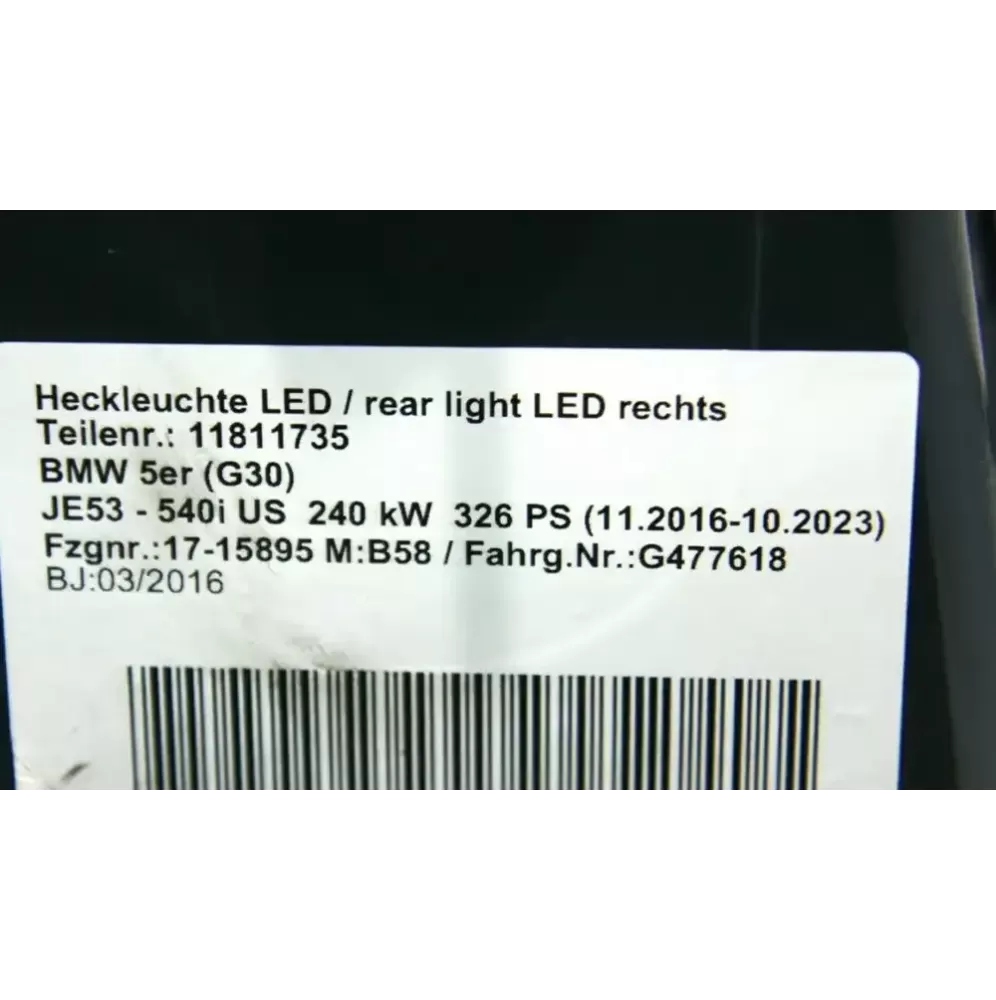 Heckleuchte LED / rear light LED rechts
Teilenr.: 11811735
BMW 5er (G30)
JE53 - 540i US 240 kW 326 PS (11.2016-10.2023)
Fzgnr.:17-15895 M:B58 / Fahrg.Nr.:G477618
BJ:03/2016